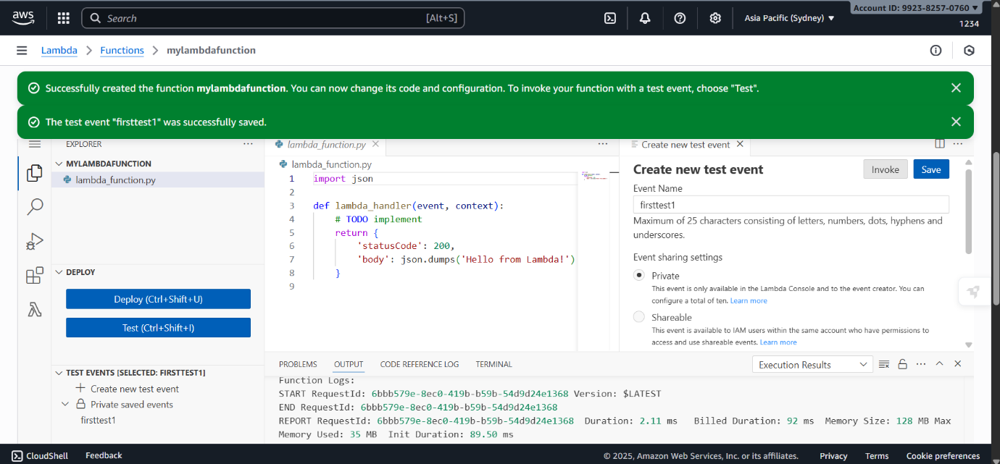 aws
Search
[Alt+S]
Asia Pacific (Sydney) ▼
Account ID: 9923-8257-0760 ▼
1234
Lambda > Functions > mylambdafunction
Successfully created the function mylambdafunction. You can now change its code and configuration. To invoke your function with a test event, choose "Test".
The test event "firsttest1" was successfully saved.
EXPLORER
MYLAMBDAFUNCTION
lambda_function.py
DEPLOY
Deploy (Ctrl+Shift+U)
Test (Ctrl+Shift+I)
TEST EVENTS [SELECTED: FIRSTTEST1]
Create new test event
Private saved events
firsttest1
lambda_function.py
lambda_function.py
1 import json
2
3 def lambda_handler(event, context):
4 # TODO implement
5 return {
6 'statusCode': 200,
7 'body': json.dumps('Hello from Lambda!')
8 }
9
Create new test event
Create new test event
Invoke
Save
Event Name
firsttest1
Maximum of 25 characters consisting of letters, numbers, dots, hyphens and
underscores.
Event sharing settings
Private
This event is only available in the Lambda Console and to the event creator. You can
configure a total of ten. Learn more
Shareable
This event is available to IAM users within the same account who have permissions to
access and use shareable events. Learn more
PROBLEMS OUTPUT CODE REFERENCE LOG TERMINAL
Execution Results
Function Logs:
START RequestId: 6bbb579e-8ec0-419b-b59b-54d9d24e1368 Version: $LATEST
END RequestId: 6bbb579e-8ec0-419b-b59b-54d9d24e1368
REPORT RequestId: 6bbb579e-8ec0-419b-b59b-54d9d24e1368 Duration: 2.11 ms Billed Duration: 92 ms Memory Size: 128 MB Max
Memory Used: 35 MB Init Duration: 89.50 ms
CloudShell
Feedback
© 2025, Amazon Web Services, Inc. or its affiliates.
Privacy
Terms
Cookie preferences